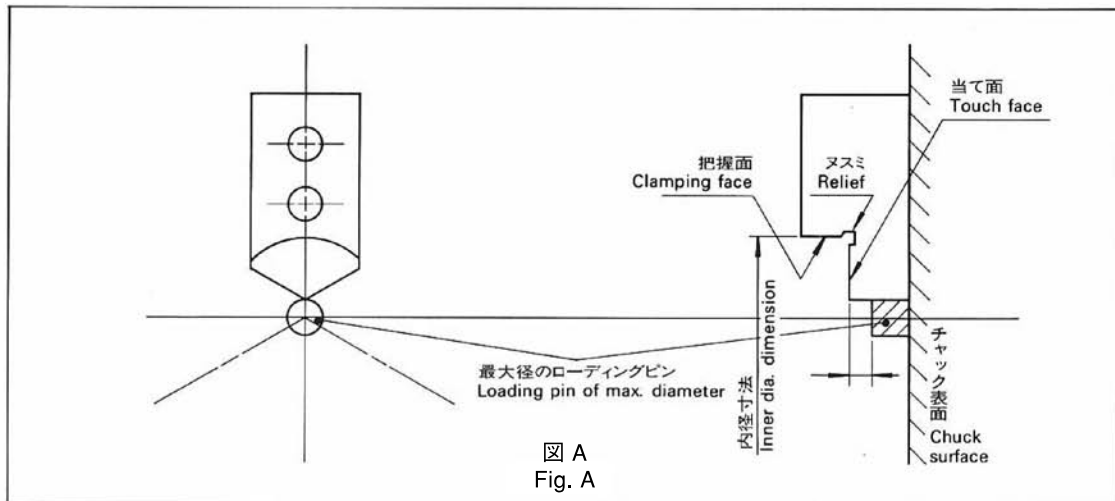 当て面
Touch face
把握面
Clamping face
ヌスミ
Relief
内径寸法
Inner dia. dimension
最大径のローディングピン
Loading pin of max. diameter
チャック表面
Chuck
surface
図 A
Fig. A